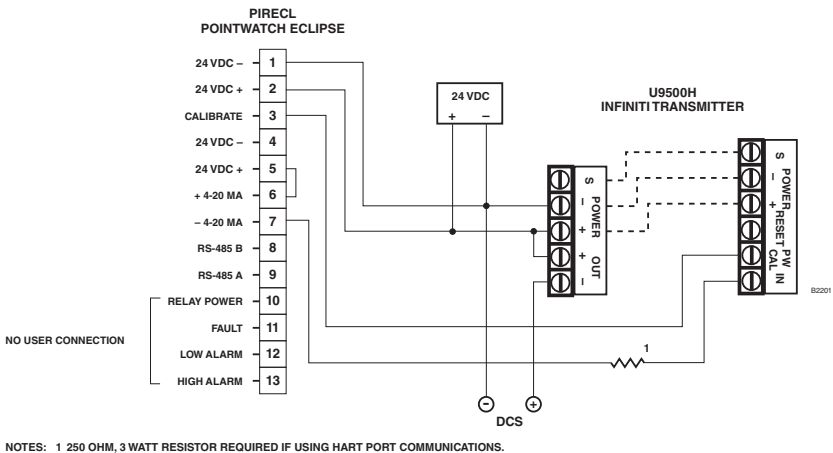 PIRECL
POINTWATCH ECLIPSE
24 VDC – 1
24 VDC + 2
CALIBRATE 3
24 VDC – 4
24 VDC + 5
+ 4-20 MA 6
– 4-20 MA 7
RS-485 B 8
RS-485 A 9
RELAY POWER 10
FAULT 11
LOW ALARM 12
HIGH ALARM 13
NO USER CONNECTION
24 VDC
+ –
U9500H
INFINITI TRANSMITTER
S
– POWER +
+ OUT –
S
– POWER +
RESET
PW
CAL IN
B2201
1
– +
DCS
NOTES: 1 250 OHM, 3 WATT RESISTOR REQUIRED IF USING HART PORT COMMUNICATIONS.